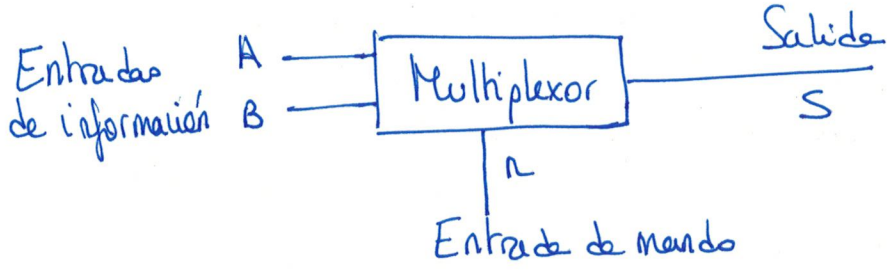 Salida
Entradas A
de información B
Multiplexor
S
n
Entrada de mando